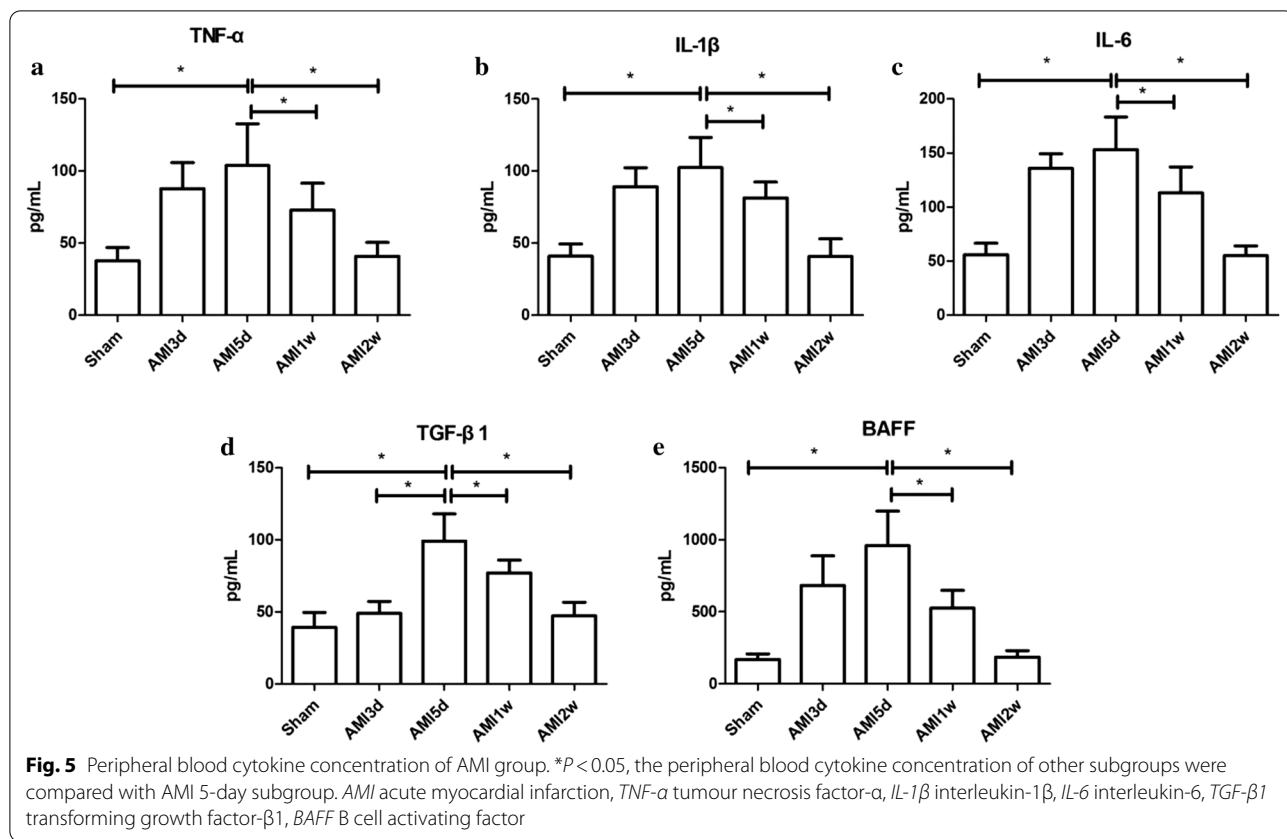 TNF-α
a
* *
*
150
100
50
0
pg/mL
Sham AMI3d AMI5d AMI1w AMI2w
IL-1β
b
* *
*
150
100
50
0
pg/mL
Sham AMI3d AMI5d AMI1w AMI2w
IL-6
c
* *
*
200
150
100
50
0
pg/mL
Sham AMI3d AMI5d AMI1w AMI2w
TGF-β 1
d
* *
* *
150
100
50
0
pg/mL
Sham AMI3d AMI5d AMI1w AMI2w
BAFF
e
* *
*
1500
1000
500
0
pg/mL
Sham AMI3d AMI5d AMI1w AMI2w
Fig. 5 Peripheral blood cytokine concentration of AMI group. *P < 0.05, the peripheral blood cytokine concentration of other subgroups were
compared with AMI 5-day subgroup. AMI acute myocardial infarction, TNF-α tumour necrosis factor-α, IL-1β interleukin-1β, IL-6 interleukin-6, TGF-β1
transforming growth factor-β1, BAFF B cell activating factor